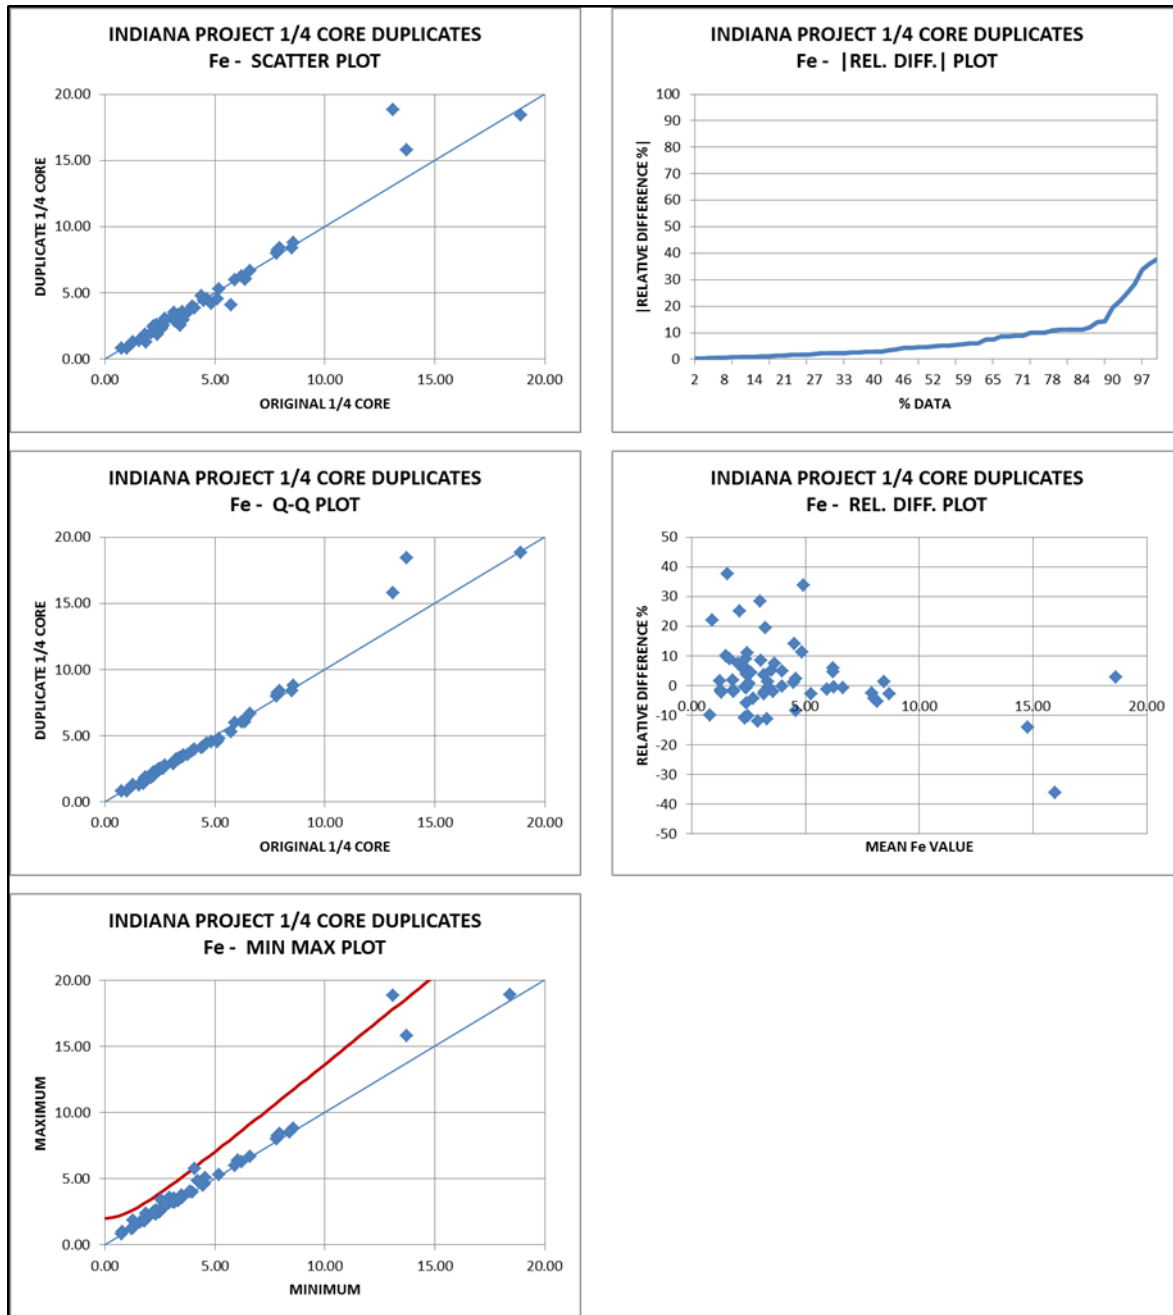 INDIANA PROJECT 1/4 CORE DUPLICATES
Fe - SCATTER PLOT
DUPLICATE 1/4 CORE
20.00
15.00
10.00
5.00
0.00
0.00 5.00 10.00 15.00 20.00
ORIGINAL 1/4 CORE
INDIANA PROJECT 1/4 CORE DUPLICATES
Fe - |REL. DIFF.| PLOT
|RELATIVE DIFFERENCE %|
100
90
80
70
60
50
40
30
20
10
0
2 8 14 21 27 33 40 46 52 59 65 71 78 84 90 97
% DATA
INDIANA PROJECT 1/4 CORE DUPLICATES
Fe - Q-Q PLOT
DUPLICATE 1/4 CORE
20.00
15.00
10.00
5.00
0.00
0.00 5.00 10.00 15.00 20.00
ORIGINAL 1/4 CORE
INDIANA PROJECT 1/4 CORE DUPLICATES
Fe - REL. DIFF. PLOT
RELATIVE DIFFERENCE %
50
40
30
20
10
0
-10
-20
-30
-40
-50
0.00 5.00 10.00 15.00 20.00
MEAN Fe VALUE
INDIANA PROJECT 1/4 CORE DUPLICATES
Fe - MIN MAX PLOT
MAXIMUM
20.00
15.00
10.00
5.00
0.00
0.00 5.00 10.00 15.00 20.00
MINIMUM